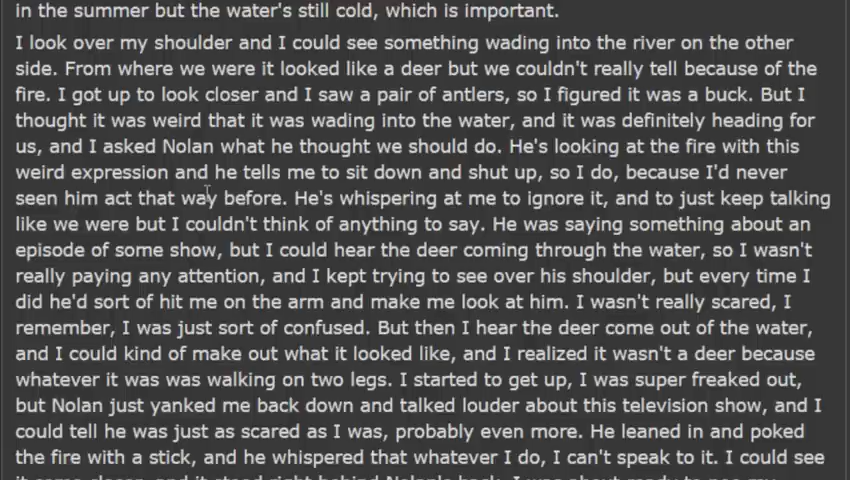 in the summer but the water's still cold, which is important.
I look over my shoulder and I could see something wading into the river on the other
side. From where we were it looked like a deer but we couldn't really tell because of the
fire. I got up to look closer and I saw a pair of antlers, so I figured it was a buck. But I
thought it was weird that it was wading into the water, and it was definitely heading for
us, and I asked Nolan what he thought we should do. He's looking at the fire with this
weird expression and he tells me to sit down and shut up, so I do, because I'd never
seen him act that way before. He's whispering at me to ignore it, and to just keep talking
like we were but I couldn't think of anything to say. He was saying something about an
episode of some show, but I could hear the deer coming through the water, so I wasn't
really paying any attention, and I kept trying to see over his shoulder, but every time I
did he'd sort of hit me on the arm and make me look at him. I wasn't really scared, I
remember, I was just sort of confused. But then I hear the deer come out of the water,
and I could kind of make out what it looked like, and I realized it wasn't a deer because
whatever it was was walking on two legs. I started to get up, I was super freaked out,
but Nolan just yanked me back down and talked louder about this television show, and I
could tell he was just as scared as I was, probably even more. He leaned in and poked
the fire with a stick, and he whispered that whatever I do, I can't speak to it. I could see